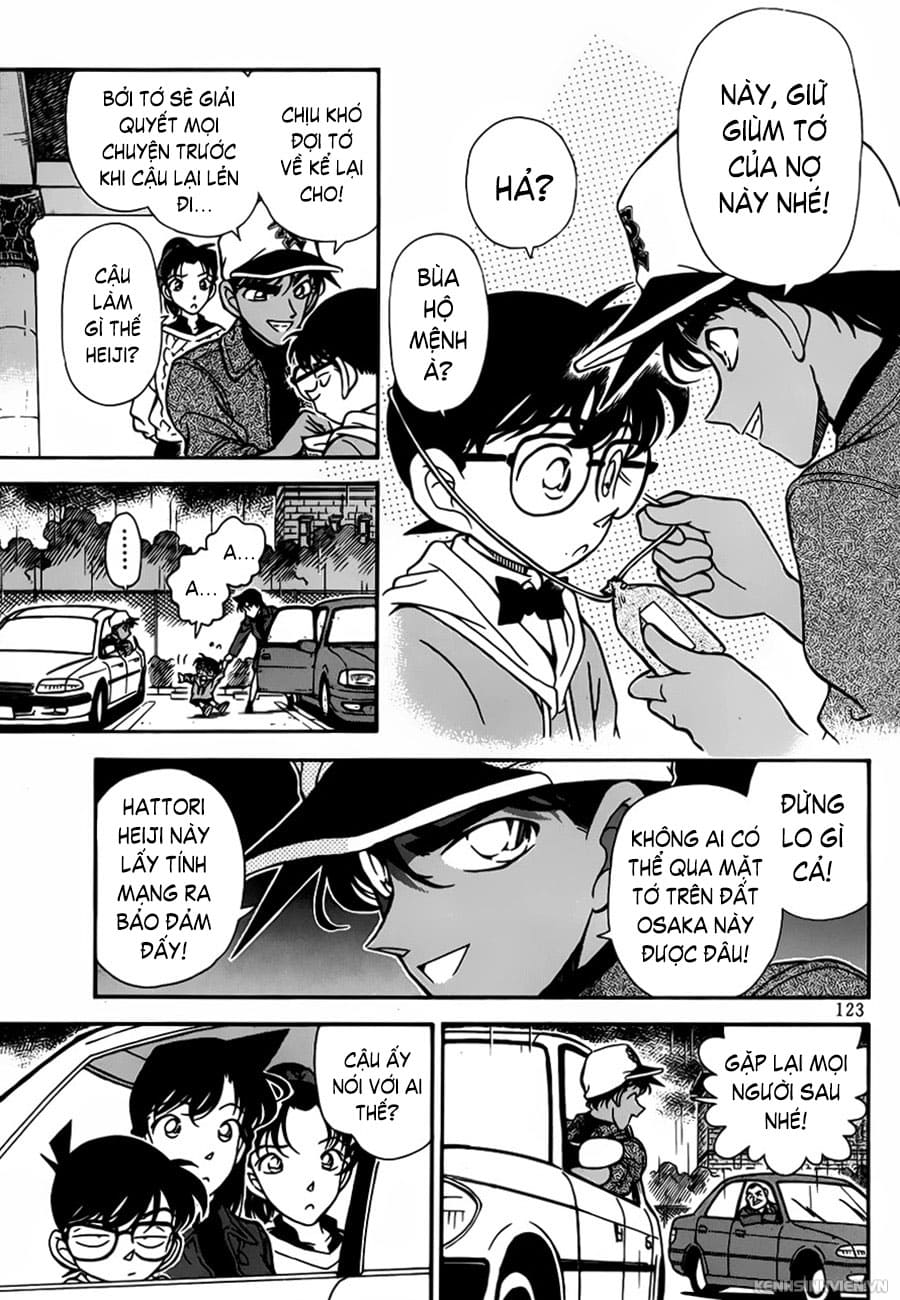 NÀY, GIỮ
GIÙM TỚ
CỦA NỢ
NÀY NHÉ!
HẢ?
BÙA
HỘ
MỆNH
À?
CHỊU KHÓ
ĐỢI TỚ
VỀ KỂ LẠI
CHO!
BỞI TỚ SẼ GIẢI
QUYẾT MỌI
CHUYỆN TRƯỚC
KHI CẬU LẠI LẺN
ĐI...
CẬU
LÀM
GÌ THẾ
HEIJI?
A...
A...
......
ĐỪNG
LO GÌ
CẢ!
KHÔNG AI CÓ
THỂ QUA MẶT
TỚ TRÊN ĐẤT
OSAKA NÀY
ĐƯỢC ĐÂU!
HATTORI
HEIJI NÀY
LẤY TÍNH
MẠNG RA
BẢO ĐẢM
ĐẤY!
123
GẶP LẠI MỌI
NGƯỜI SAU
NHÉ!
CẬU ẤY
NÓI VỚI AI
THẾ?
KENHSINHVIEN.VN